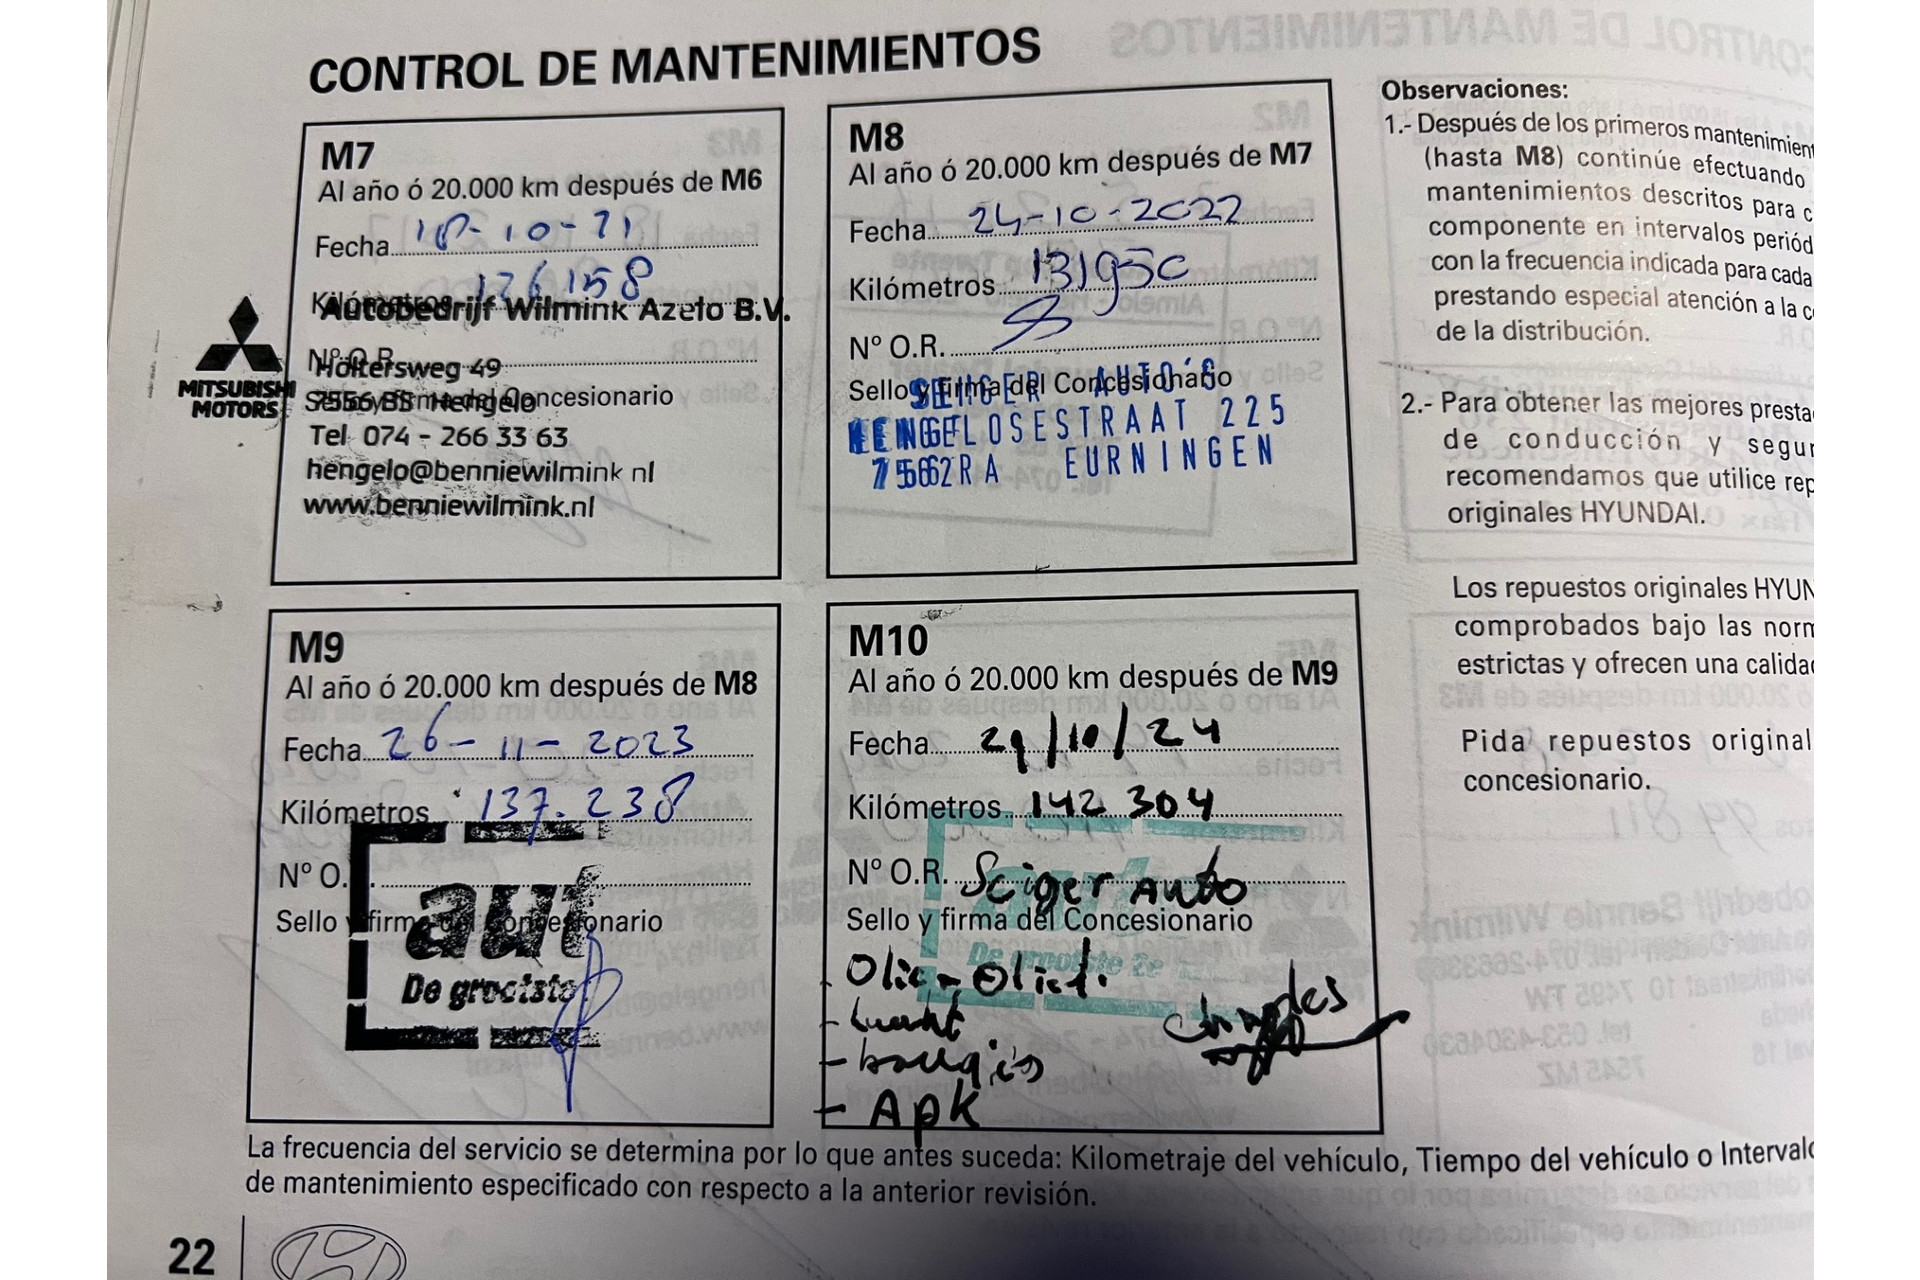 CONTROL DE MANTENIMIENTOS
M7
Al año ó 20.000 km después de M6
Fecha 18-10-21
Kilómetros 126158
Autobedrijf Wilmink Azelo B.V.
Nº O.R.
Holtersweg 49
Sello y firma del Concesionario
7556 BS Hengelo
Tel 074 - 266 33 63
hengelo@benniewilmink nl
www.benniewilmink.nl
MITSUBISHI
MOTORS
M8
Al año ó 20.000 km después de M7
Fecha 24-10-2022
Kilómetros 131950
Nº O.R.
Sello y firma del Concesionario
SEIGER AUTO'S
HENGELOSESTRAAT 225
7562RA EURNINGEN
M9
Al año ó 20.000 km después de M8
Fecha 26-11-2023
Kilómetros 137.238
Nº O.R.
Sello y firma del Concesionario
aut
De grootste
M10
Al año ó 20.000 km después de M9
Fecha 29/10/24
Kilómetros 142 304
Nº O.R. Seiger Auto
Sello y firma del Concesionario
De grootste
Olie - Olief.
- Lucht
- bougies
- Apk
Observaciones:
1.- Después de los primeros mantenimient
(hasta M8) continúe efectuando
mantenimientos descritos para c
componente en intervalos periód
con la frecuencia indicada para cada
prestando especial atención a la c
de la distribución.
2.- Para obtener las mejores presta
de conducción y segur
recomendamos que utilice rep
originales HYUNDAI.
Los repuestos originales HYUN
comprobados bajo las norm
estrictas y ofrecen una calida
Pida repuestos original
concesionario.
La frecuencia del servicio se determina por lo que antes suceda: Kilometraje del vehículo, Tiempo del vehículo o Intervalo
de mantenimiento especificado con respecto a la anterior revisión.
22